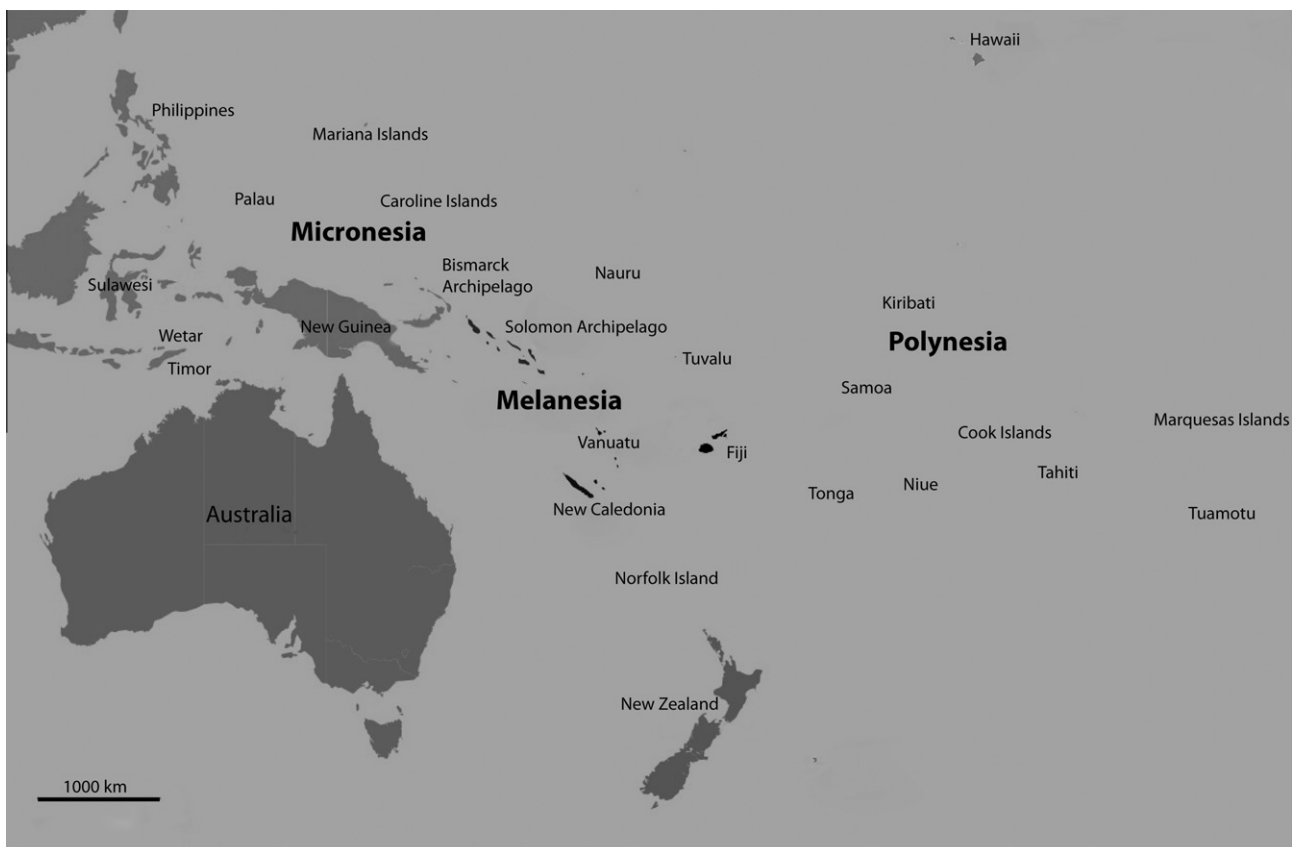 Hawaii
Philippines
Mariana Islands
Palau
Caroline Islands
Micronesia
Bismarck
Archipelago
Nauru
Sulawesi
Kiribati
New Guinea
Solomon Archipelago
Wetar
Polynesia
Tuvalu
Timor
Samoa
Melanesia
Marquesas Islands
Cook Islands
Vanuatu
Fiji
Tahiti
Niue
Tonga
New Caledonia
Australia
Tuamotu
Norfolk Island
New Zealand
1000 km